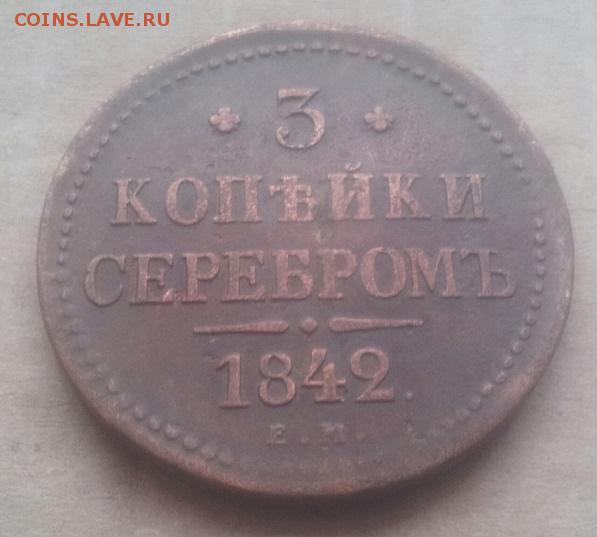 COINS.LAVE.RU
3
КОПѢЙКИ
СЕРЕБРОМЪ
1842.
Е.М.